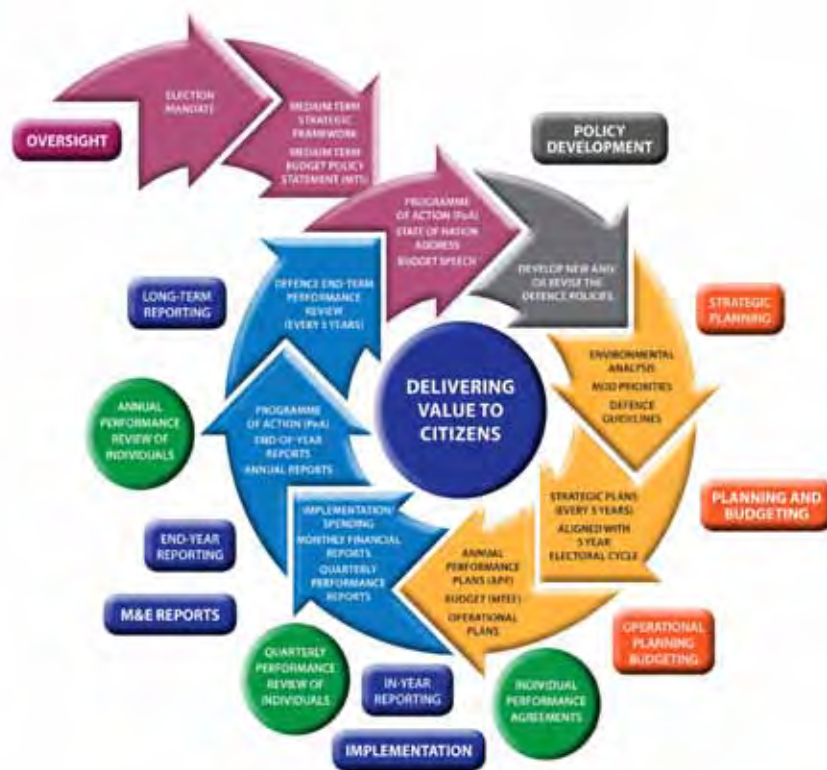 ELECTION
MANDATE
OVERSIGHT
MEDIUM TERM
STRATEGIC
FRAMEWORK
MEDIUM TERM
BUDGET POLICY
STATEMENT (MTS)
PROGRAMME
OF ACTION (PoA)
STATE OF NATION
ADDRESS
BUDGET SPEECH
POLICY
DEVELOPMENT
DEVELOP NEW AND/
OR REVISE THE
DEFENCE POLICIES
STRATEGIC
PLANNING
ENVIRONMENTAL
ANALYSIS
MOD PRIORITIES
DEFENCE
GUIDELINES
PLANNING AND
BUDGETING
STRATEGIC PLANS
(EVERY 5 YEARS)
ALIGNED WITH
5 YEAR
ELECTORAL CYCLE
OPERATIONAL
PLANNING
BUDGETING
ANNUAL
PERFORMANCE
PLANS (APP)
BUDGET (MTEF)
OPERATIONAL
PLANS
INDIVIDUAL
PERFORMANCE
AGREEMENTS
IMPLEMENTATION
IN-YEAR
REPORTING
IMPLEMENTATION/
SPENDING
MONTHLY FINANCIAL
REPORTS
QUARTERLY
PERFORMANCE
REPORTS
QUARTERLY
PERFORMANCE
REVIEW OF
INDIVIDUALS
M&E REPORTS
END-YEAR
REPORTING
PROGRAMME
OF ACTION (PoA)
END-OF-YEAR
REPORTS
ANNUAL REPORTS
ANNUAL
PERFORMANCE
REVIEW OF
INDIVIDUALS
LONG-TERM
REPORTING
DEFENCE END-TERM
PERFORMANCE
REVIEW
(EVERY 5 YEARS)
DELIVERING
VALUE TO
CITIZENS